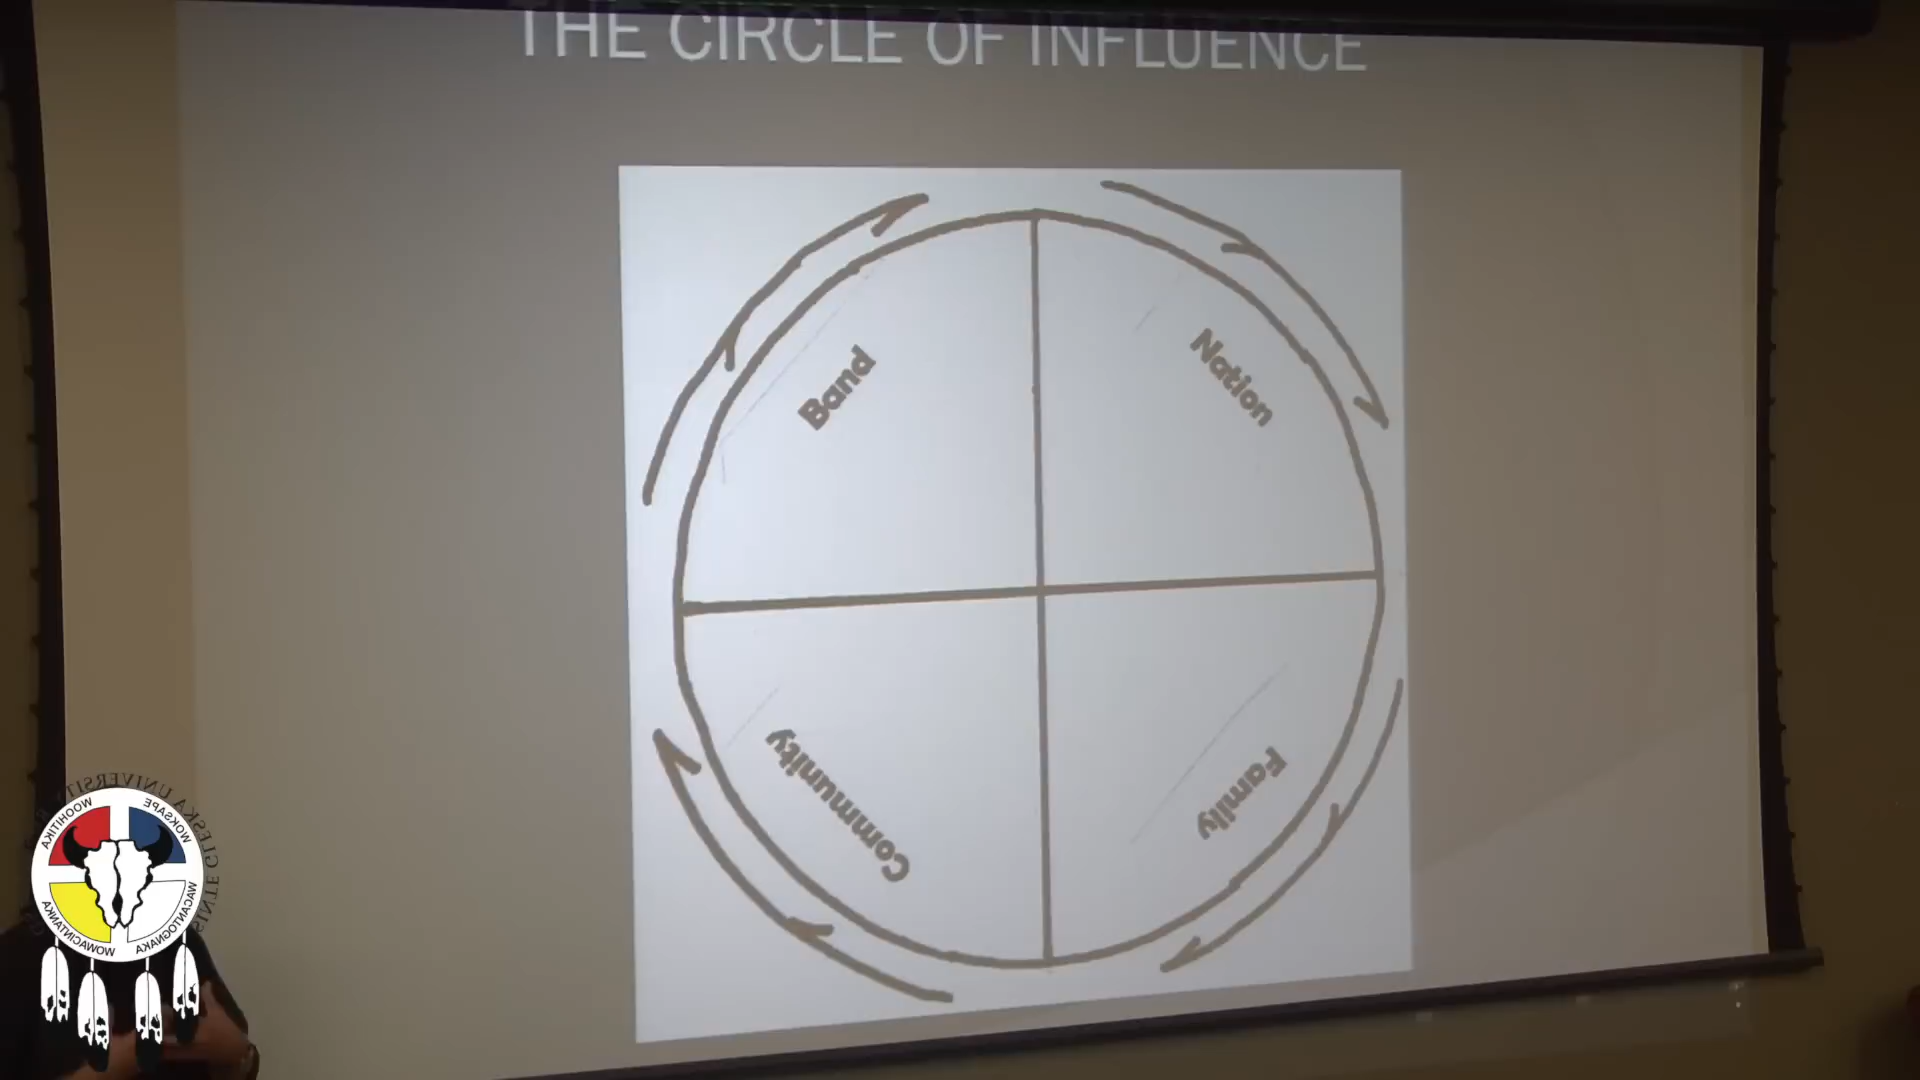 THE CIRCLE OF INFLUENCE
Band
Nation
Community
Family
WOOHITIKA
WOKSAPE
WOWACINTANKA
WACANTOGNAKA